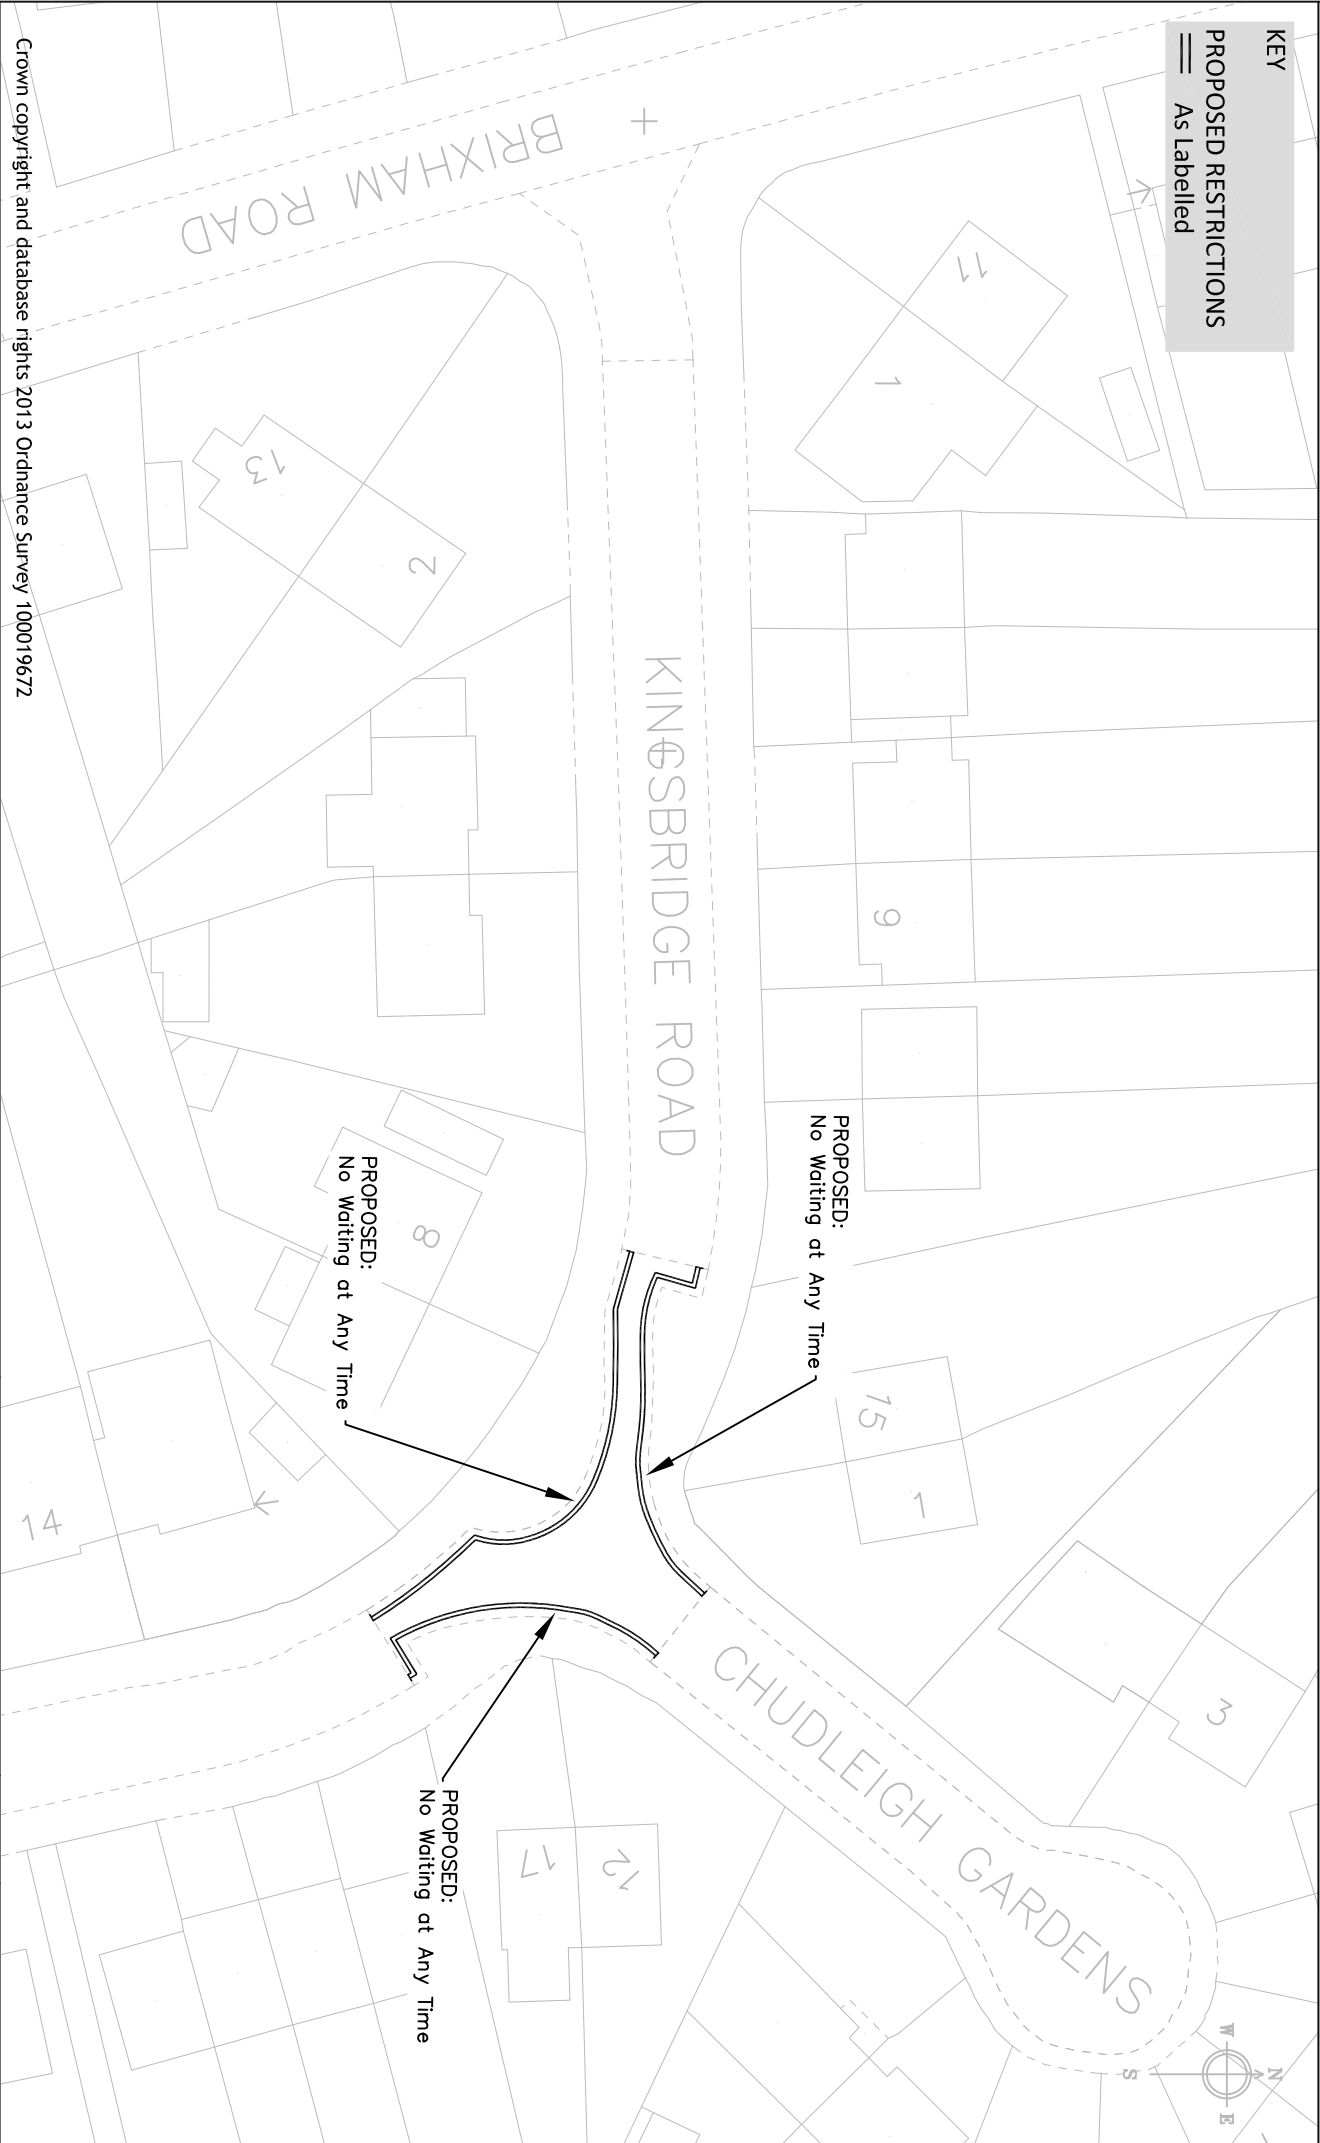 KEY
PROPOSED RESTRICTIONS
As Labelled
BRIXHAM ROAD
11
1
13
2
KINGSBRIDGE ROAD
9
8
PROPOSED:
No Waiting at Any Time
PROPOSED:
No Waiting at Any Time
15
1
3
14
CHUDLEIGH GARDENS
17
12
PROPOSED:
No Waiting at Any Time
N
W
E
S
Crown copyright and database rights 2013 Ordnance Survey 100019672